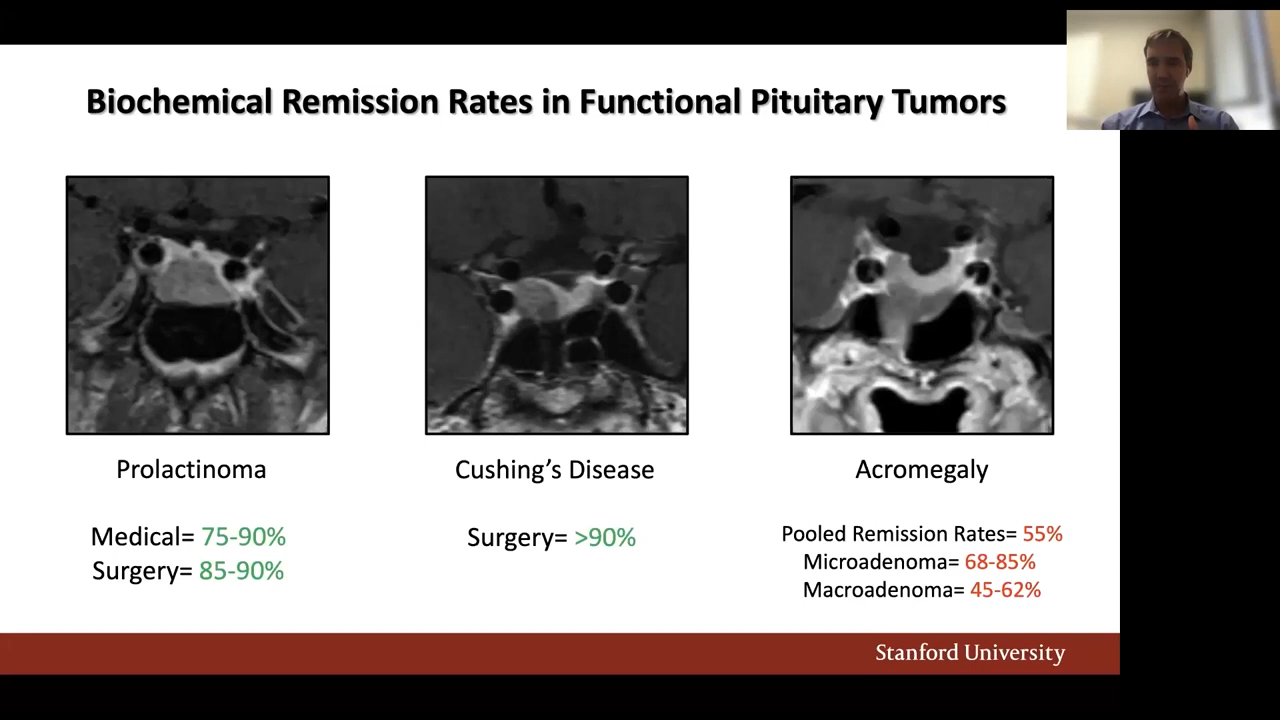 Biochemical Remission Rates in Functional Pituitary Tumors
Prolactinoma
Medical= 75-90%
Surgery= 85-90%
Cushing’s Disease
Surgery= >90%
Acromegaly
Pooled Remission Rates= 55%
Microadenoma= 68-85%
Macroadenoma= 45-62%
Stanford University